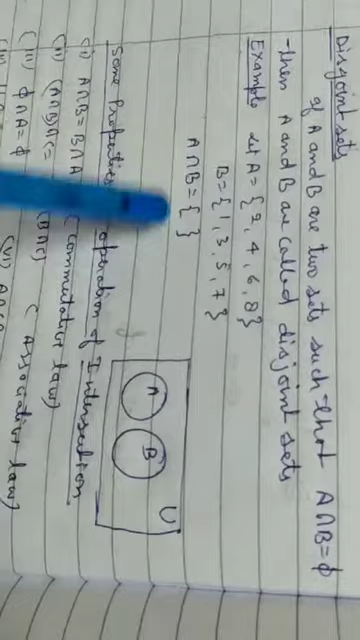 Disjoint sets
If A and B are two sets such that A∩B=ϕ
then A and B are called disjoint sets
Example let A={2, 4, 6, 8}
B={1, 3, 5, 7}
A∩B={ }
A
B
U
Some Properties operation of Intersection
(i) A∩B=B∩A (commutative law)
(ii) (A∩B)∩C= (B∩C) (Associative law)
(iii) ϕ∩A=ϕ